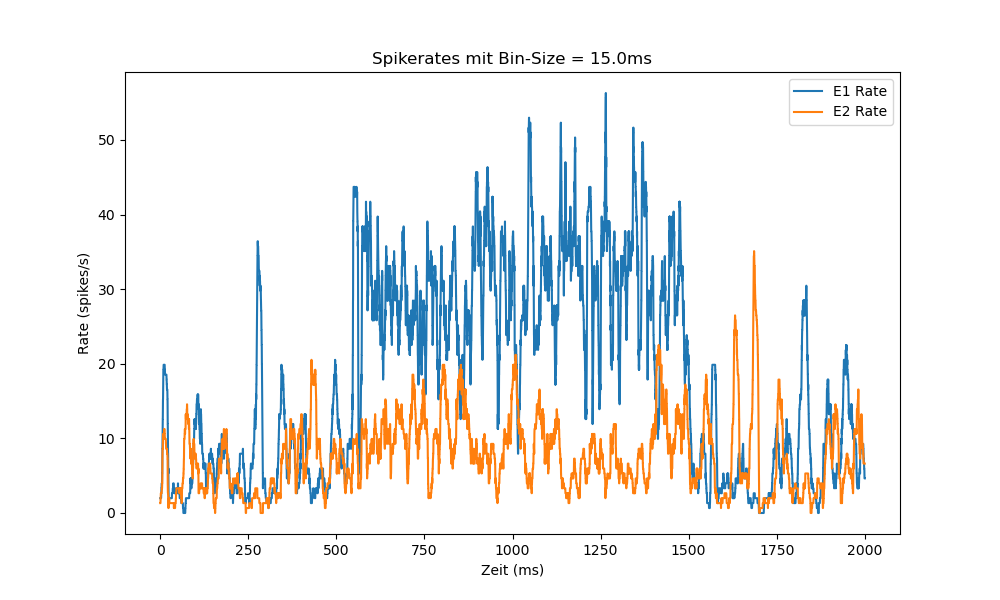 Spikerates mit Bin-Size = 15.0ms
E1 Rate
E2 Rate
Rate (spikes/s)
50
40
30
20
10
0
0 250 500 750 1000 1250 1500 1750 2000
Zeit (ms)